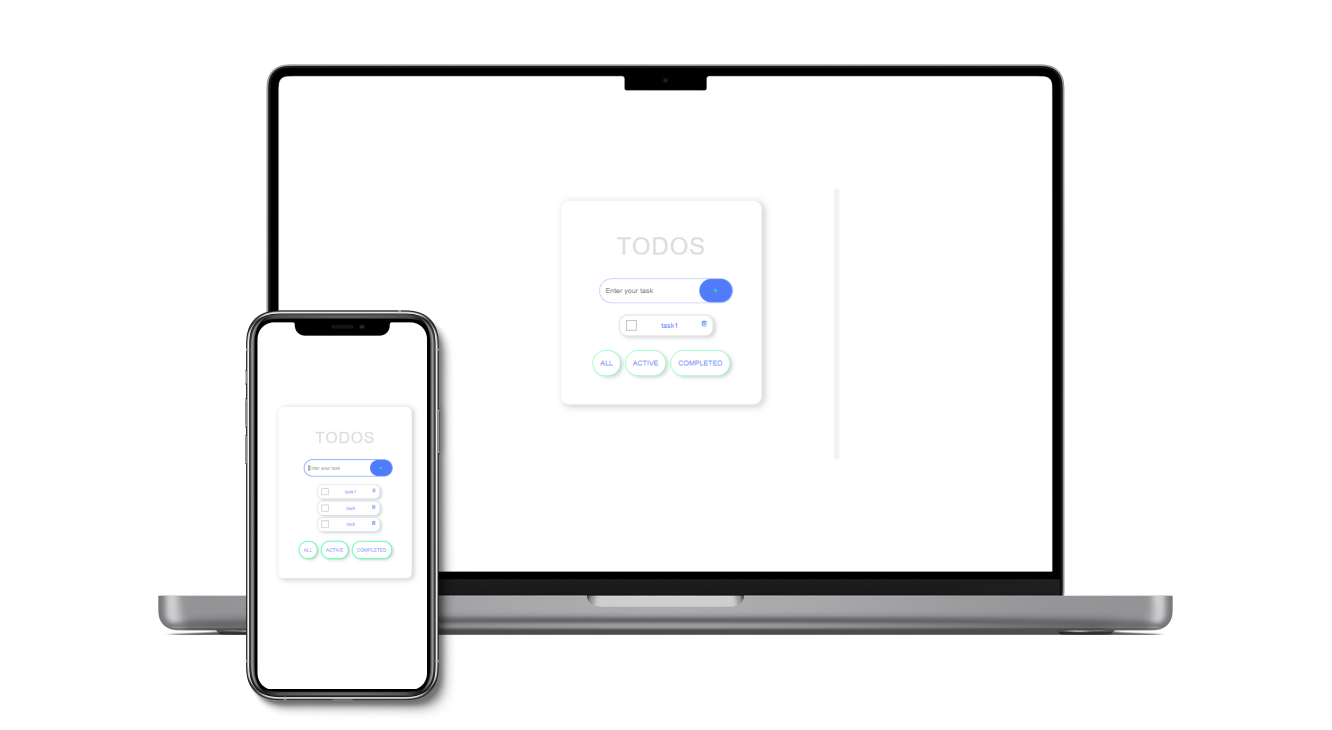 TODOS
Enter your task
+
task1
ALL ACTIVE COMPLETED
TODOS
Enter your task
+
task1
task
task
ALL ACTIVE COMPLETED